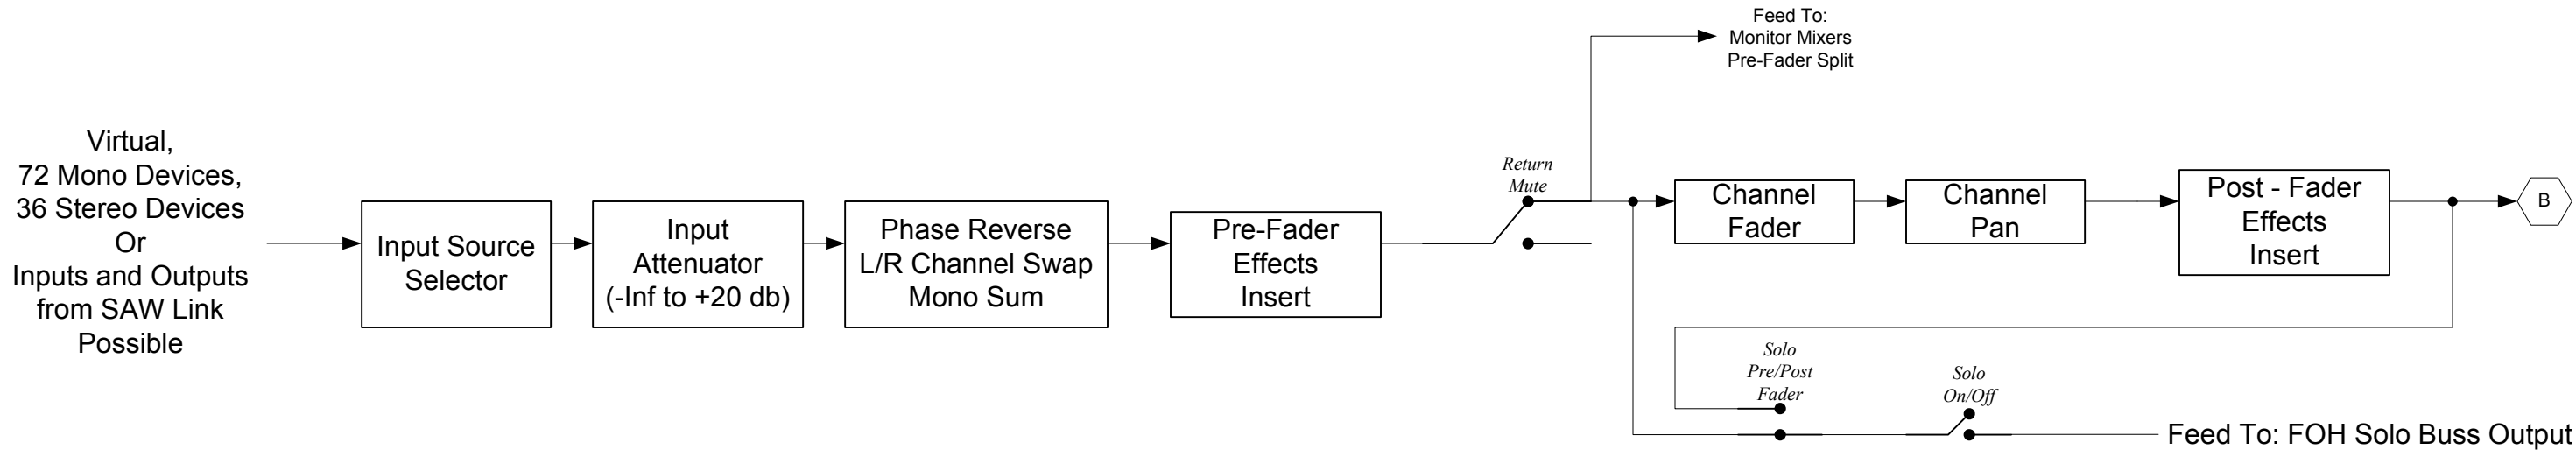 Feed To:
Monitor Mixers
Pre-Fader Split
Virtual,
72 Mono Devices,
36 Stereo Devices
Or
Inputs and Outputs
from SAW Link
Possible
Input Source
Selector
Input
Attenuator
(-Inf to +20 db)
Phase Reverse
L/R Channel Swap
Mono Sum
Pre-Fader
Effects
Insert
Return
Mute
Channel
Fader
Channel
Pan
Post - Fader
Effects
Insert
B
Solo
Pre/Post
Fader
Solo
On/Off
Feed To: FOH Solo Buss Output